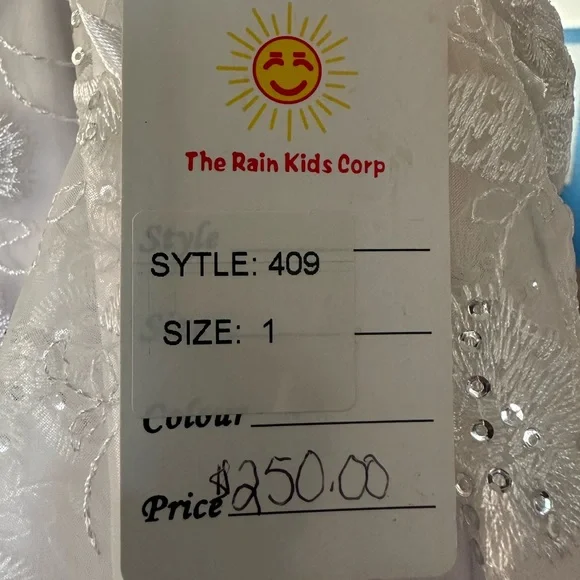 The Rain Kids Corp
Style
SYTLE: 409
SIZE: 1
Colour
Price $250.00